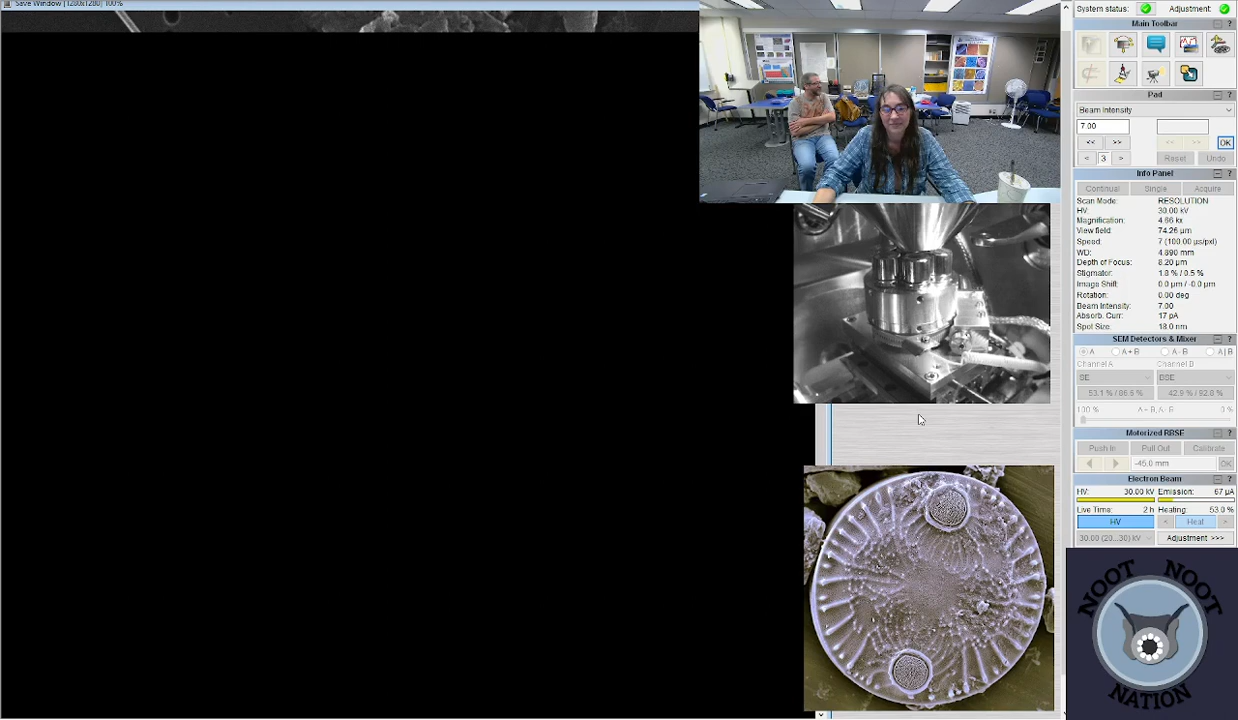 Save Window [1280x1280] 100%
System status:
Adjustment:
Main Toolbar
Pad
Beam Intensity
7.00
<< >>
<< >>
OK
< 3 >
Reset
Undo
Info Panel
Continual
Single
Acquire
Scan Mode: RESOLUTION
HV: 30.00 kV
Magnification: 4.66 kx
View field: 74.26 µm
Speed: 7 (100.00 µs/pxl)
WD: 4.890 mm
Depth of Focus: 8.20 µm
Stigmator: 1.8 % / 0.5 %
Image Shift: 0.0 µm / -0.0 µm
Rotation: 0.00 deg
Beam Intensity: 7.00
Absorb. Curr: 17 pA
Spot Size: 18.0 nm
SEM Detectors & Mixer
A
A + B
A - B
A | B
Channel A
Channel B
SE
BSE
53.1 % / 86.6 %
42.9 % / 92.8 %
100 %
A + B, A - B
0 %
Motorized RBSE
Push In
Pull Out
Calibrate
-45.0 mm
OK
Electron Beam
HV: 30.00 kV
Emission: 67 µA
Live Time: 2 h
Heating: 53.0 %
HV
< Heat >
30.00 (20...30) kV
Adjustment >>>
NOOT NOOT
NATION